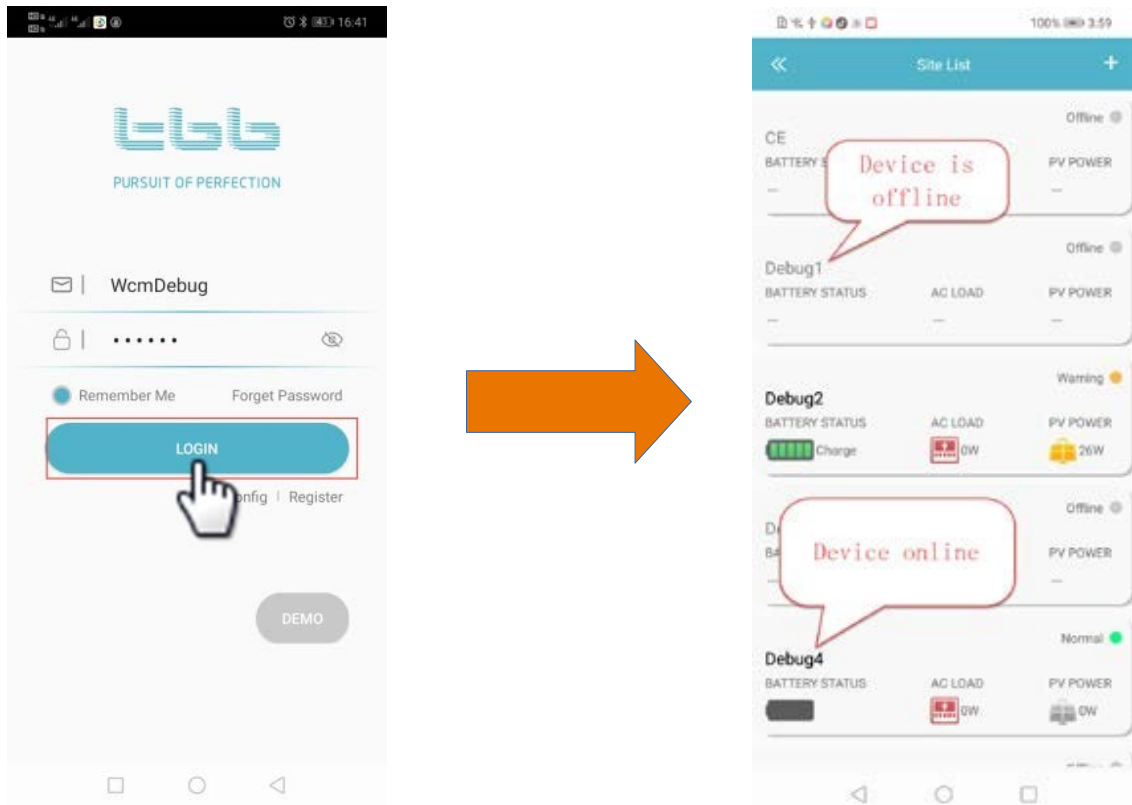 16:41
tbb
PURSUIT OF PERFECTION
WcmDebug
Remember Me Forget Password
LOGIN
Register
DEMO
100% 3:59
Site List
Offline
CE
PV POWER
Device is
offline
Offline
Debug1
BATTERY STATUS AC LOAD PV POWER
Warning
Debug2
BATTERY STATUS AC LOAD PV POWER
Charge 0W 26W
Offline
PV POWER
Device online
Normal
Debug4
BATTERY STATUS AC LOAD PV POWER
0W 0W